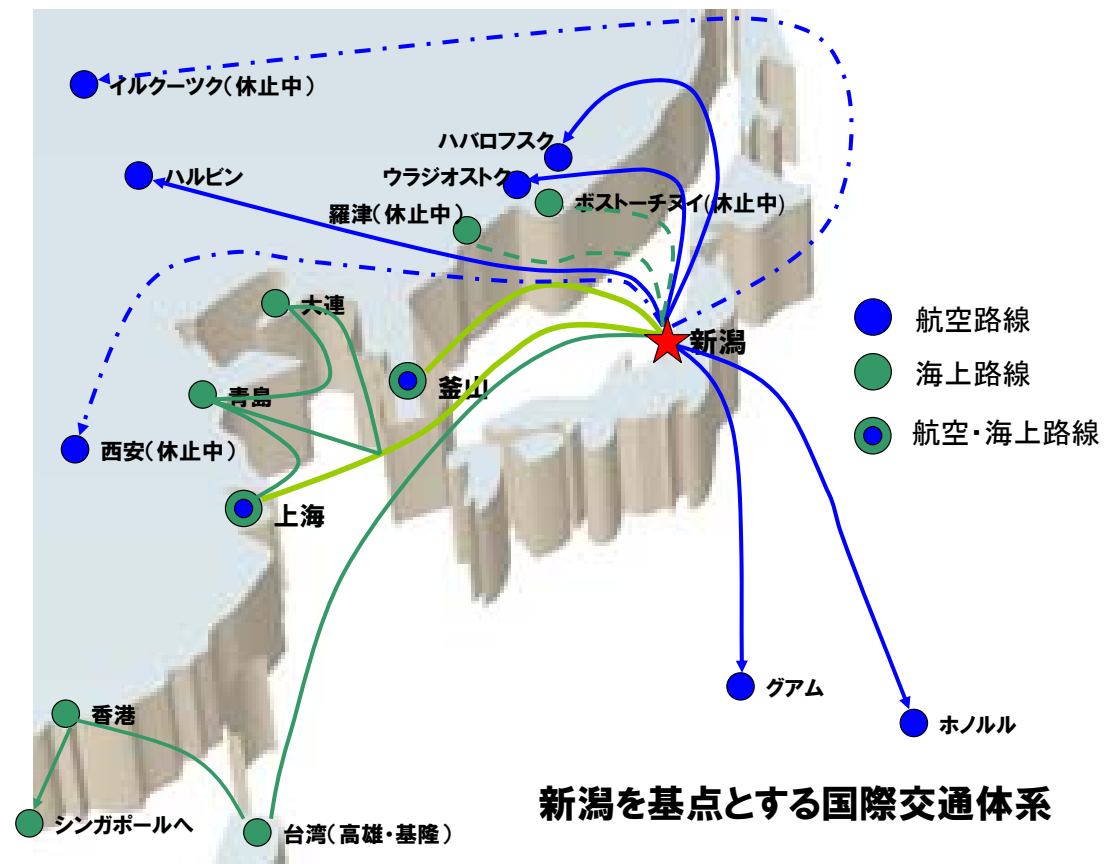 イルクーツク(休止中)
ハバロフスク
ハルビン
ウラジオストク
ボストーチヌイ(休止中)
羅津(休止中)
大連
新潟
航空路線
海上路線
航空・海上路線
釜山
青島
西安(休止中)
上海
グアム
香港
ホノルル
新潟を基点とする国際交通体系
シンガポールへ
台湾(高雄・基隆)